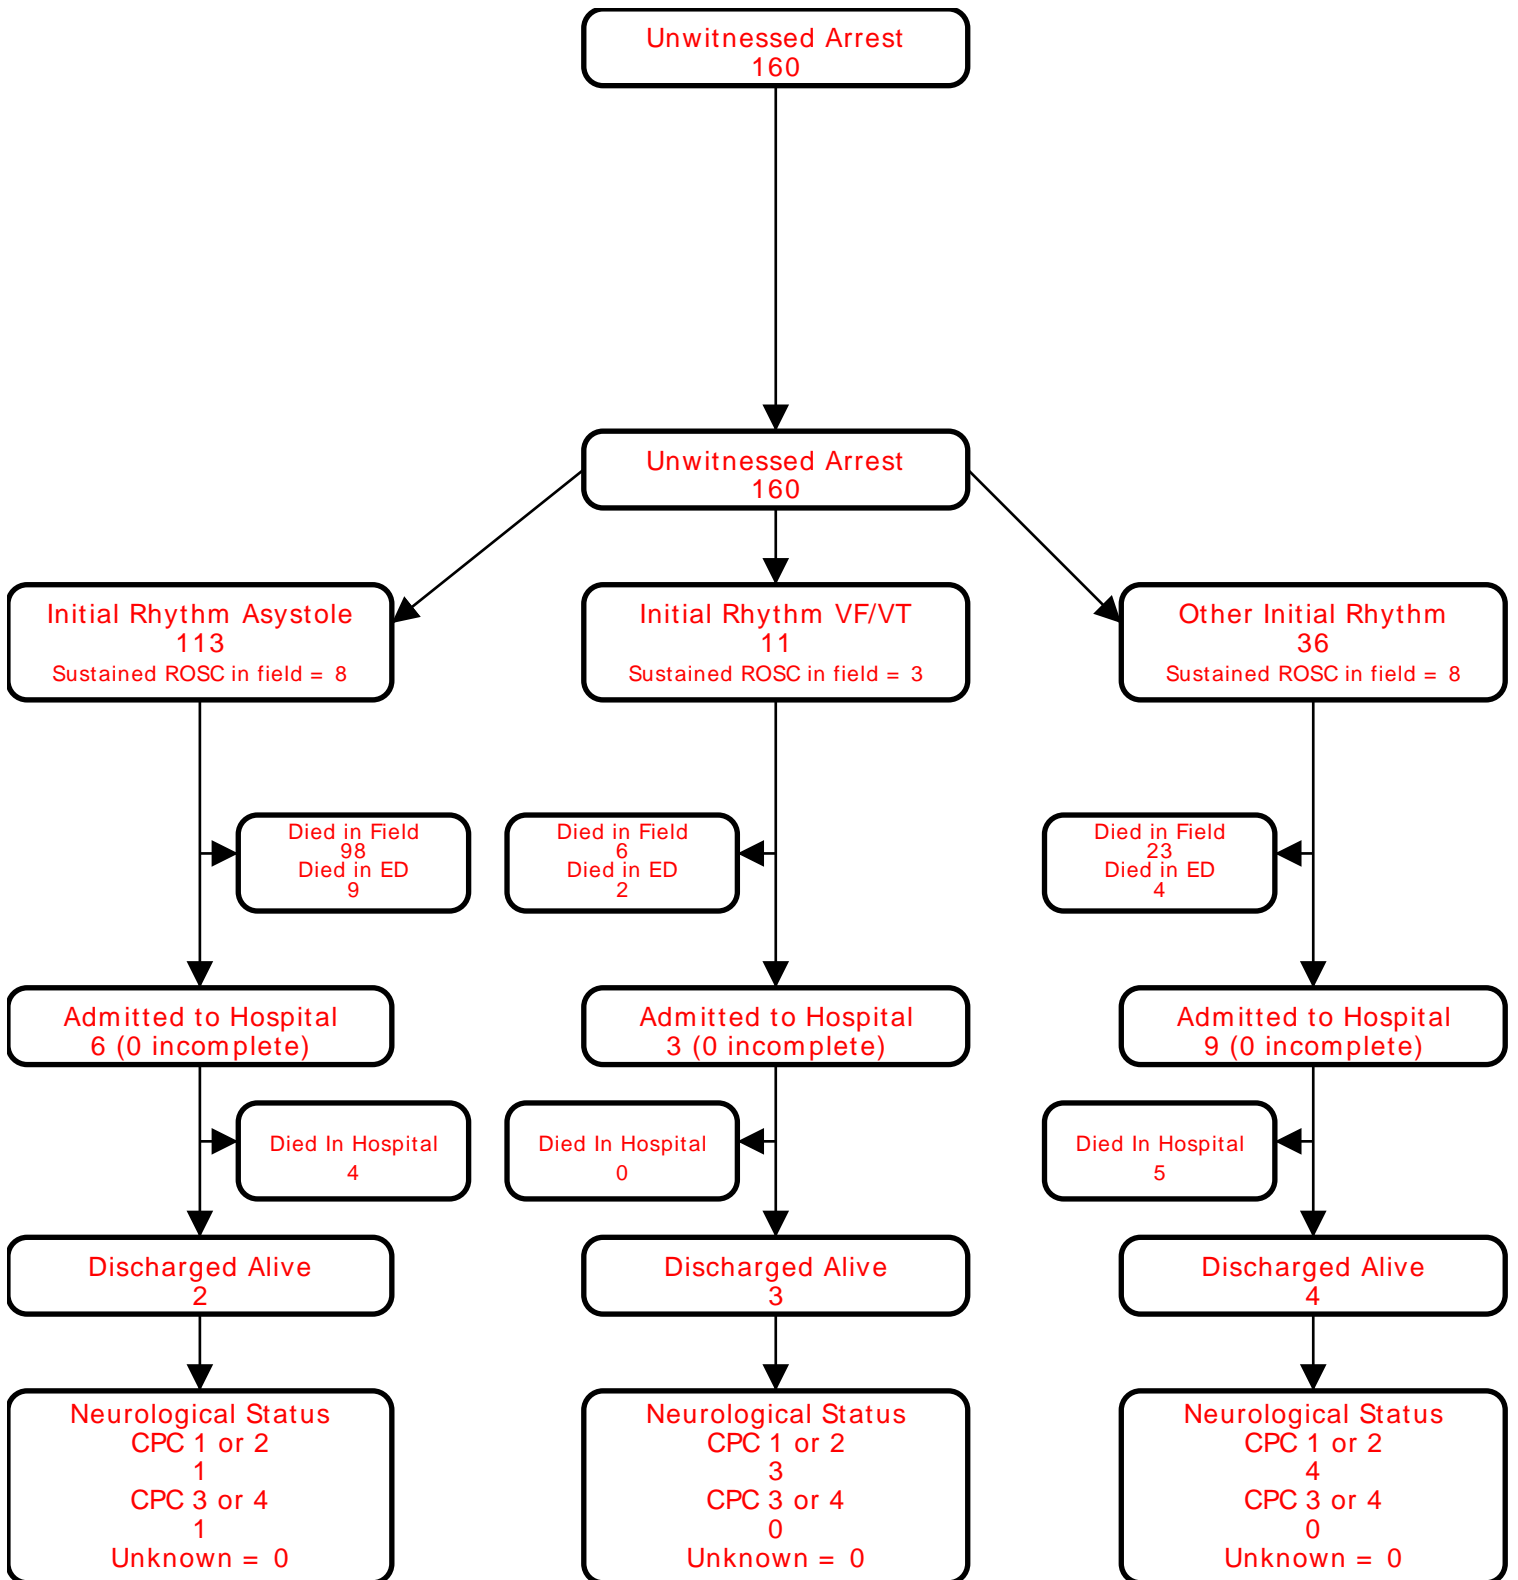 Unwitnessed Arrest
160
Unwitnessed Arrest
160
Initial Rhythm Asystole
113
Sustained ROSC in field = 8
Initial Rhythm VF/VT
11
Sustained ROSC in field = 3
Other Initial Rhythm
36
Sustained ROSC in field = 8
Died in Field
98
Died in ED
9
Died in Field
6
Died in ED
2
Died in Field
23
Died in ED
4
Admitted to Hospital
6 (0 incomplete)
Admitted to Hospital
3 (0 incomplete)
Admitted to Hospital
9 (0 incomplete)
Died In Hospital
4
Died In Hospital
0
Died In Hospital
5
Discharged Alive
2
Discharged Alive
3
Discharged Alive
4
Neurological Status
CPC 1 or 2
1
CPC 3 or 4
1
Unknown = 0
Neurological Status
CPC 1 or 2
3
CPC 3 or 4
0
Unknown = 0
Neurological Status
CPC 1 or 2
4
CPC 3 or 4
0
Unknown = 0